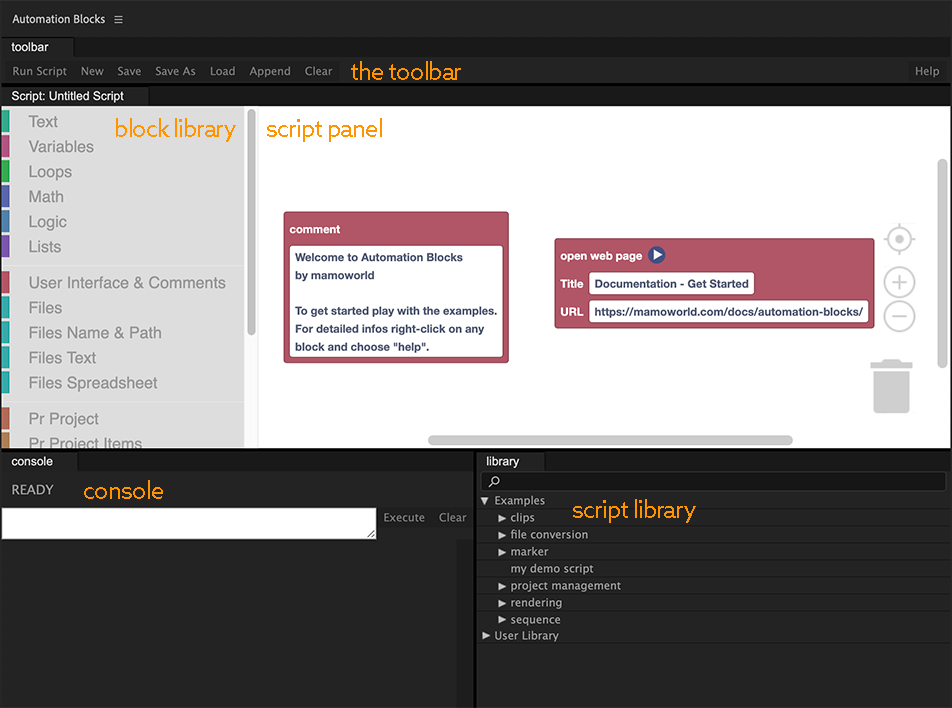 Automation Blocks
toolbar
Run Script New Save Save As Load Append Clear the toolbar Help
Script: Untitled Script
Text
block library script panel
Variables
Loops
Math
Logic
Lists
User Interface & Comments
Files
Files Name & Path
Files Text
Files Spreadsheet
Pr Project
Pr Project Items
comment
Welcome to Automation Blocks
by mamoworld
To get started play with the examples.
For detailed infos right-click on any
block and choose "help".
open web page
Title Documentation - Get Started
URL https://mamoworld.com/docs/automation-blocks/
console
READY console
Execute Clear
library
Examples
script library
clips
file conversion
marker
my demo script
project management
rendering
sequence
User Library